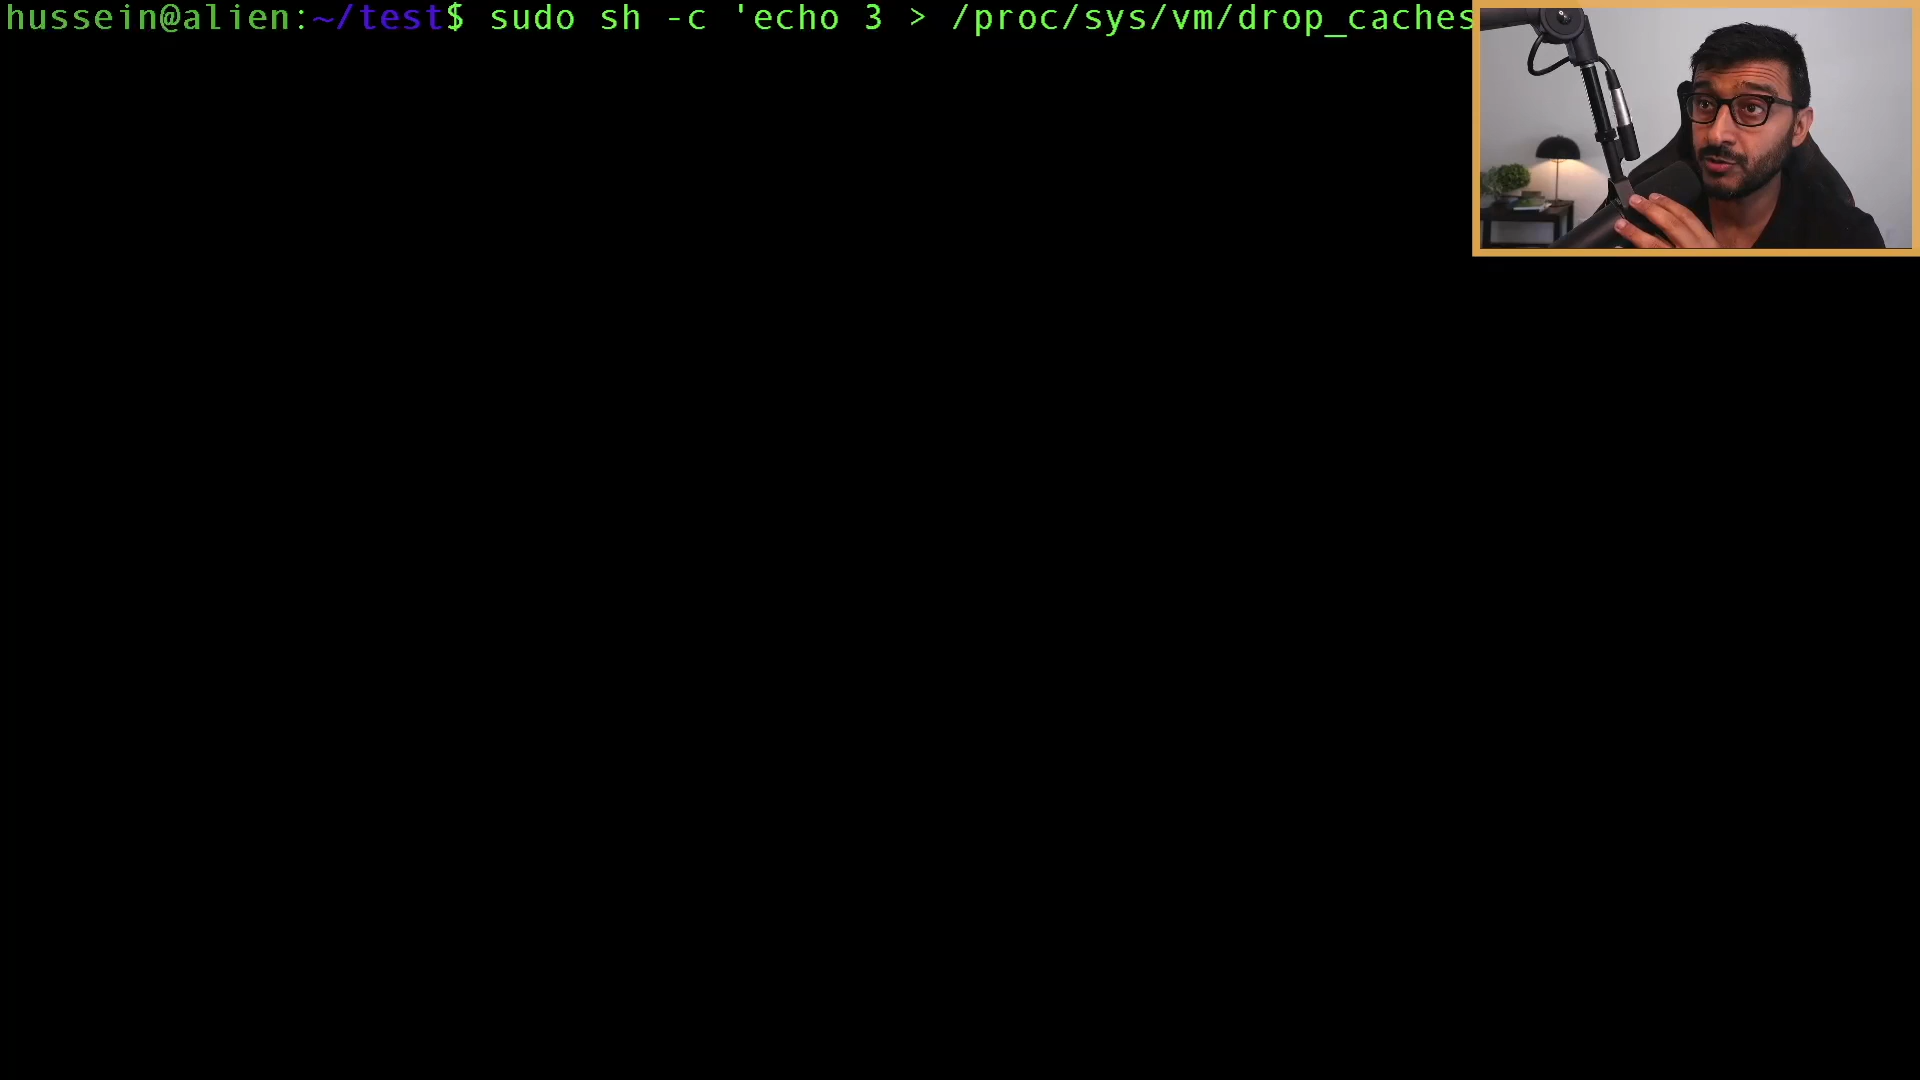 hussein@alien:~/test$ sudo sh -c 'echo 3 > /proc/sys/vm/drop_caches